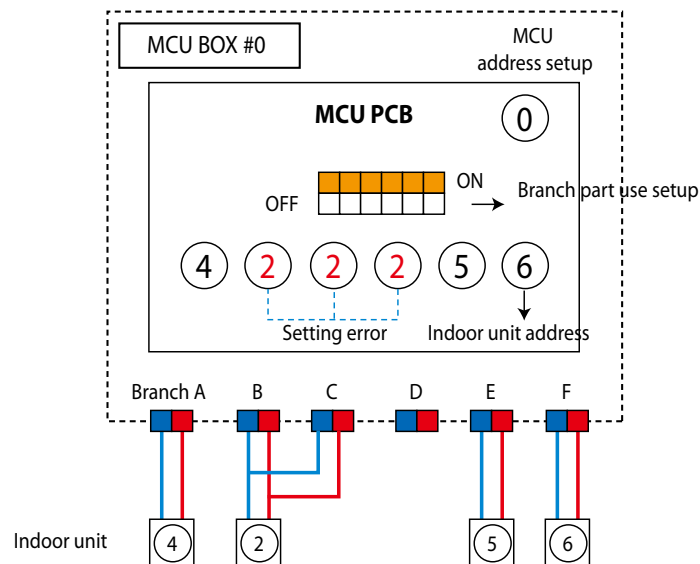 MCU BOX #0
MCU
address setup
MCU PCB
0
ON
OFF
Branch part use setup
4 2 2 2 5 6
Setting error
Indoor unit address
Branch A B C D E F
Indoor unit
4 2 5 6